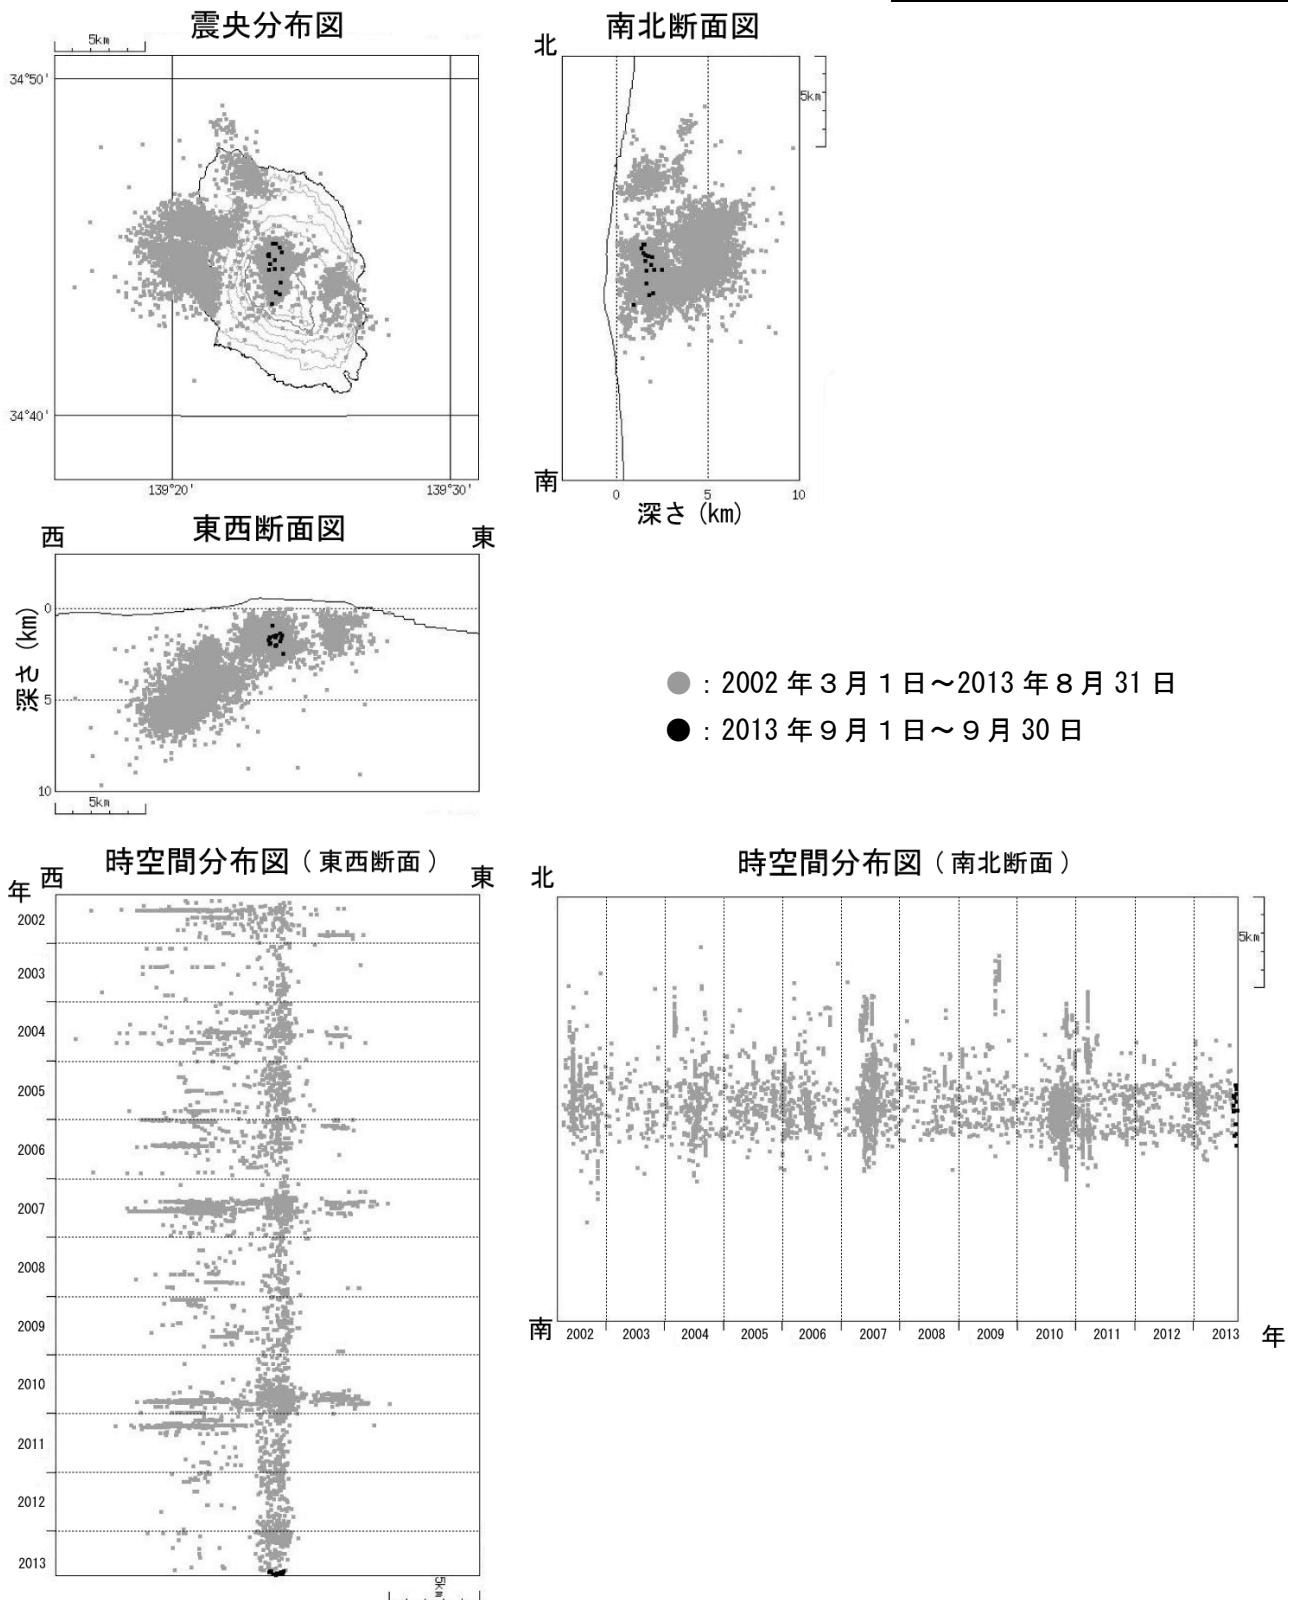 震央分布図
5km
34°50'
34°40'
139°20'
139°30'
南北断面図
北
5km
南
0
5
10
深さ (km)
東西断面図
西
東
深さ (km)
0
5
10
5km
● : 2002 年３月１日～2013 年８月 31 日
● : 2013 年９月１日～９月 30 日
時空間分布図（東西断面）
年
西
東
2002
2003
2004
2005
2006
2007
2008
2009
2010
2011
2012
2013
5km
時空間分布図（南北断面）
北
5km
南
2002
2003
2004
2005
2006
2007
2008
2009
2010
2011
2012
2013
年